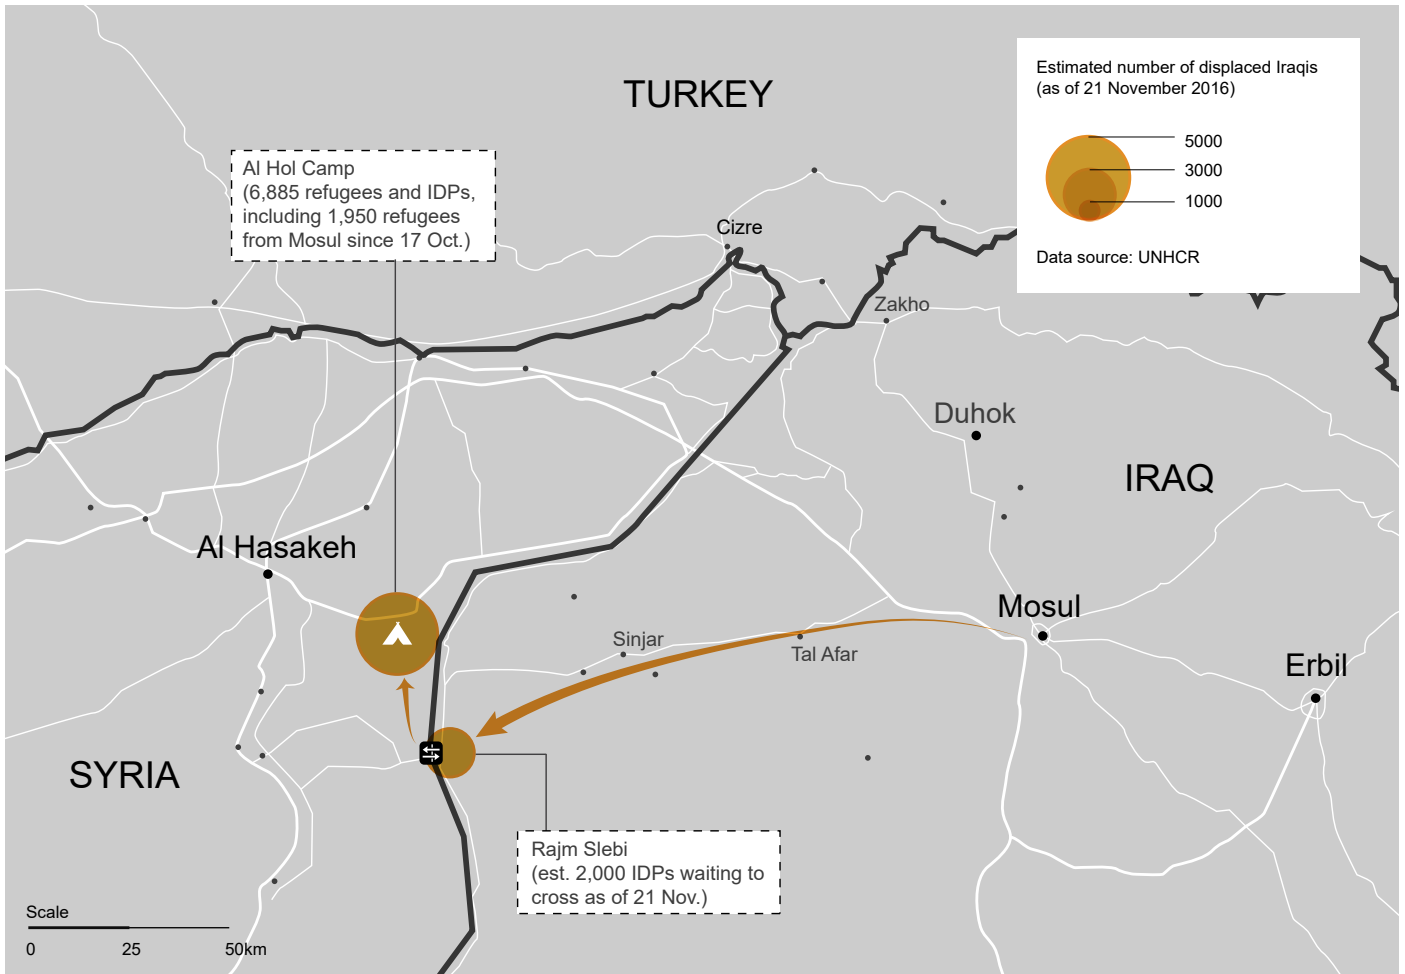 TURKEY
Estimated number of displaced Iraqis
(as of 21 November 2016)
5000
3000
1000
Data source: UNHCR
Al Hol Camp
(6,885 refugees and IDPs,
including 1,950 refugees
from Mosul since 17 Oct.)
Cizre
Zakho
Duhok
IRAQ
Al Hasakeh
Mosul
Sinjar
Tal Afar
Erbil
SYRIA
Rajm Slebi
(est. 2,000 IDPs waiting to
cross as of 21 Nov.)
Scale
0 25 50km